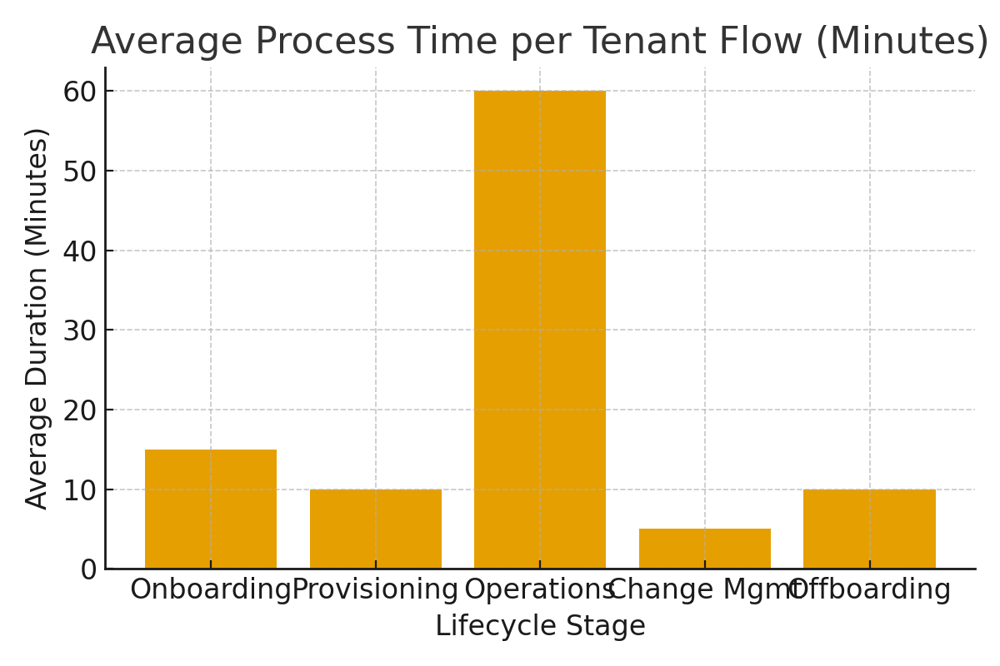 Average Process Time per Tenant Flow (Minutes)
Average Duration (Minutes)
60
50
40
30
20
10
0
Onboarding Provisioning Operations Change Mgmt Offboarding
Lifecycle Stage